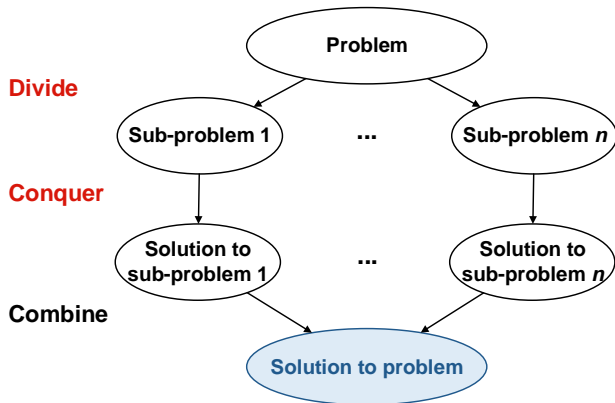 Problem
Divide
Sub-problem 1
...
Sub-problem n
Conquer
Solution to
sub-problem 1
...
Solution to
sub-problem n
Combine
Solution to problem